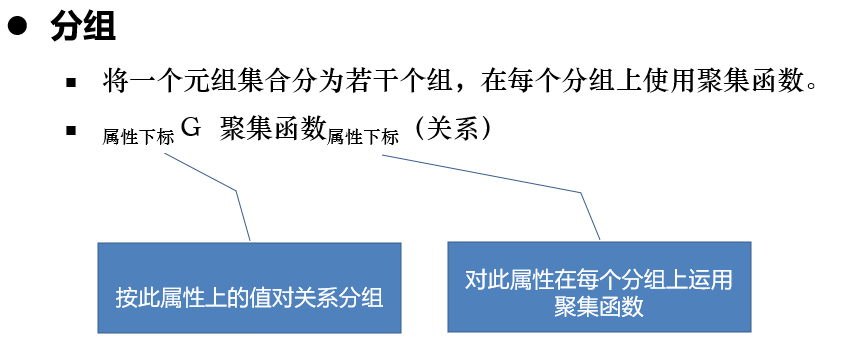 分组
将一个元组集合分为若干个组，在每个分组上使用聚集函数。
属性下标 G 聚集函数属性下标（关系）
按此属性上的值对关系分组
对此属性在每个分组上运用
聚集函数